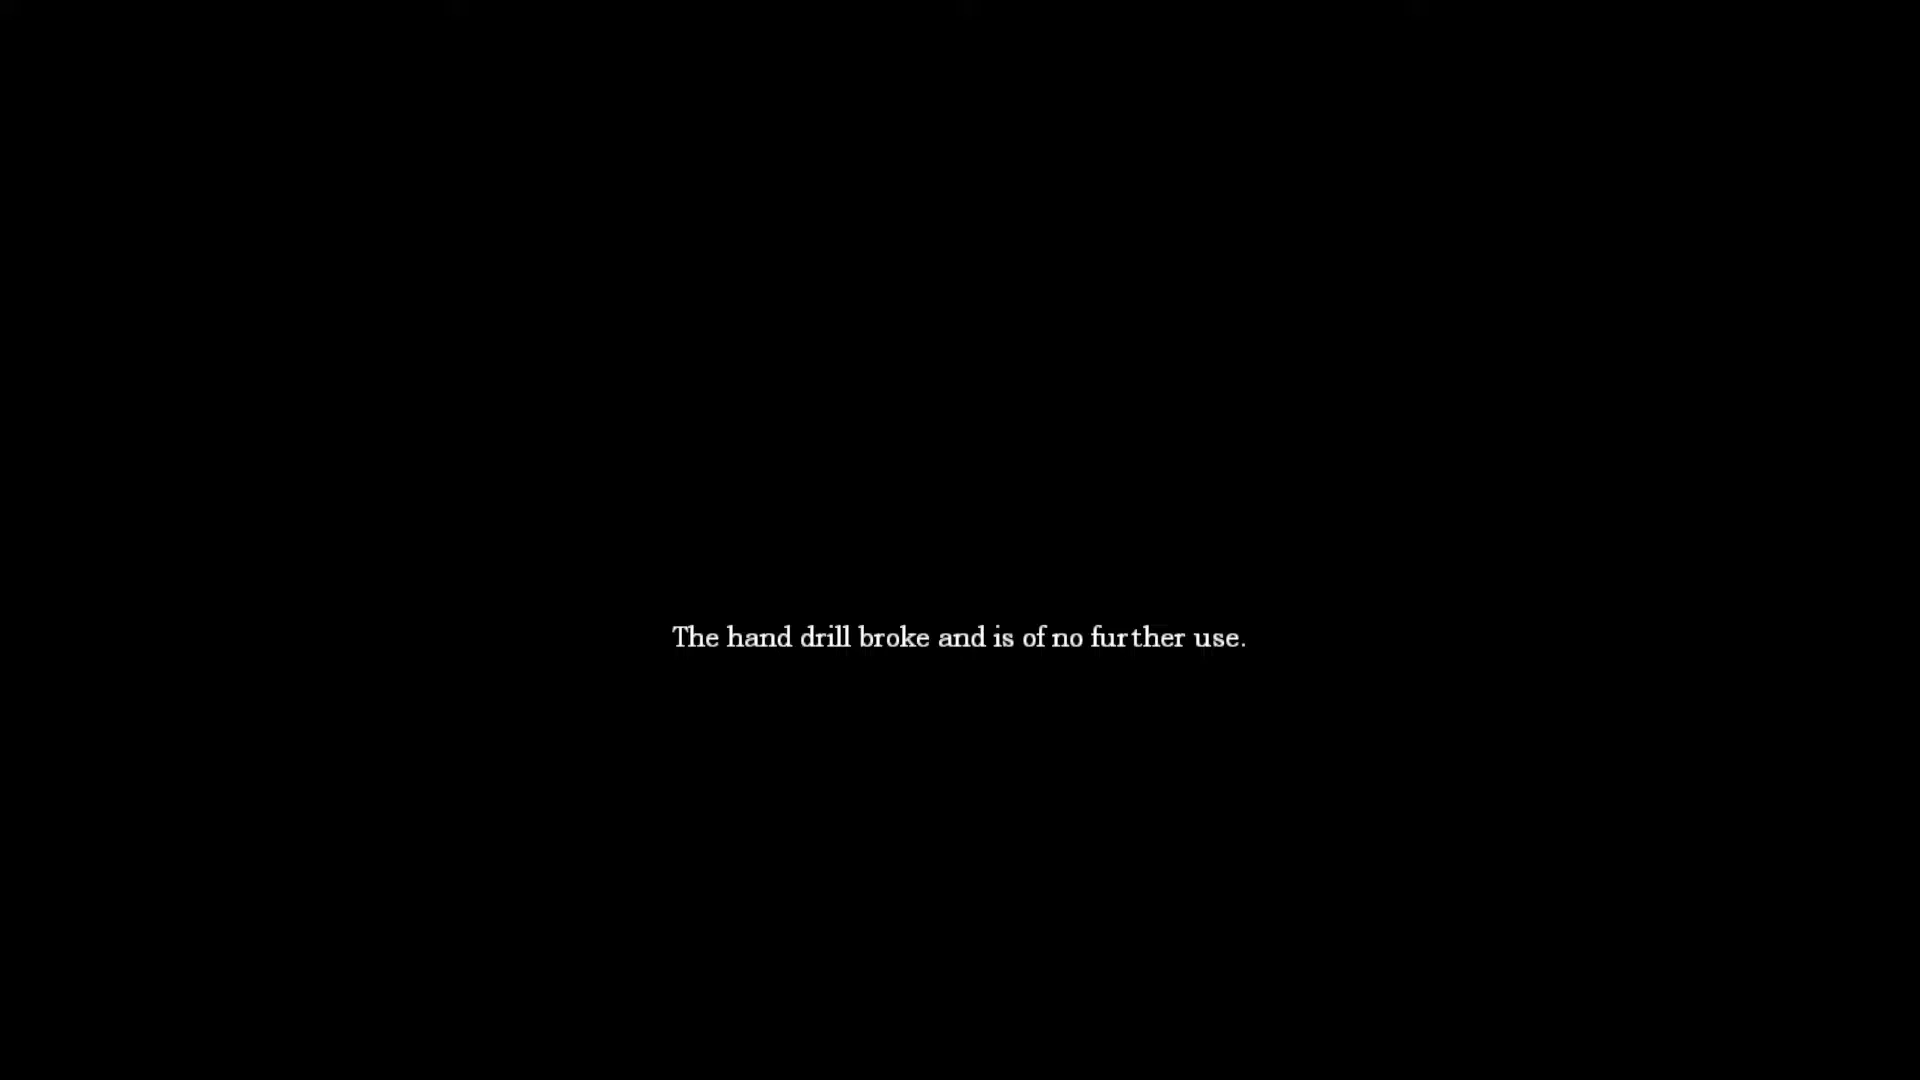 The hand drill broke and is of no further use.